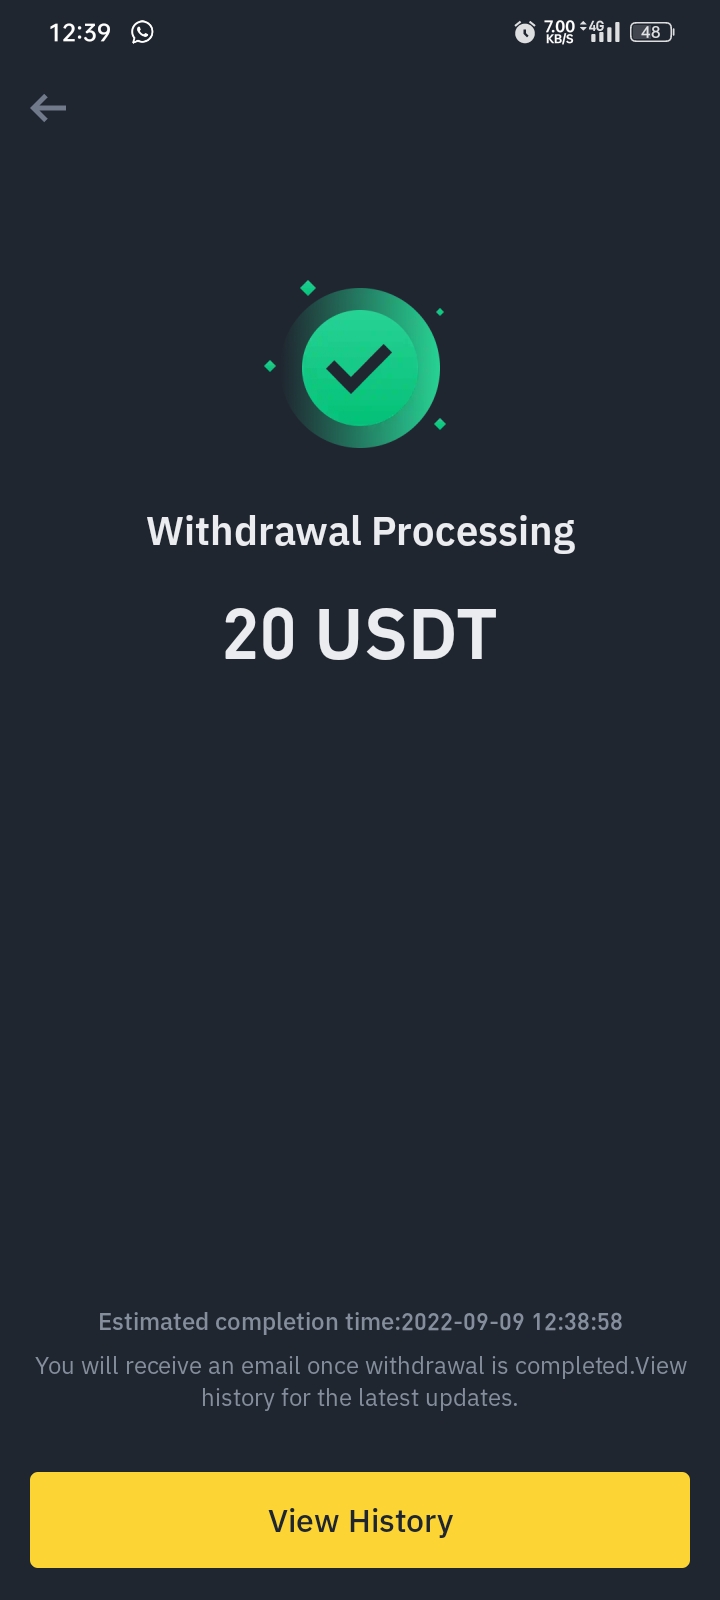 12:39
7.00 KB/S 4G 48
Withdrawal Processing
20 USDT
Estimated completion time:2022-09-09 12:38:58
You will receive an email once withdrawal is completed.View
history for the latest updates.
View History